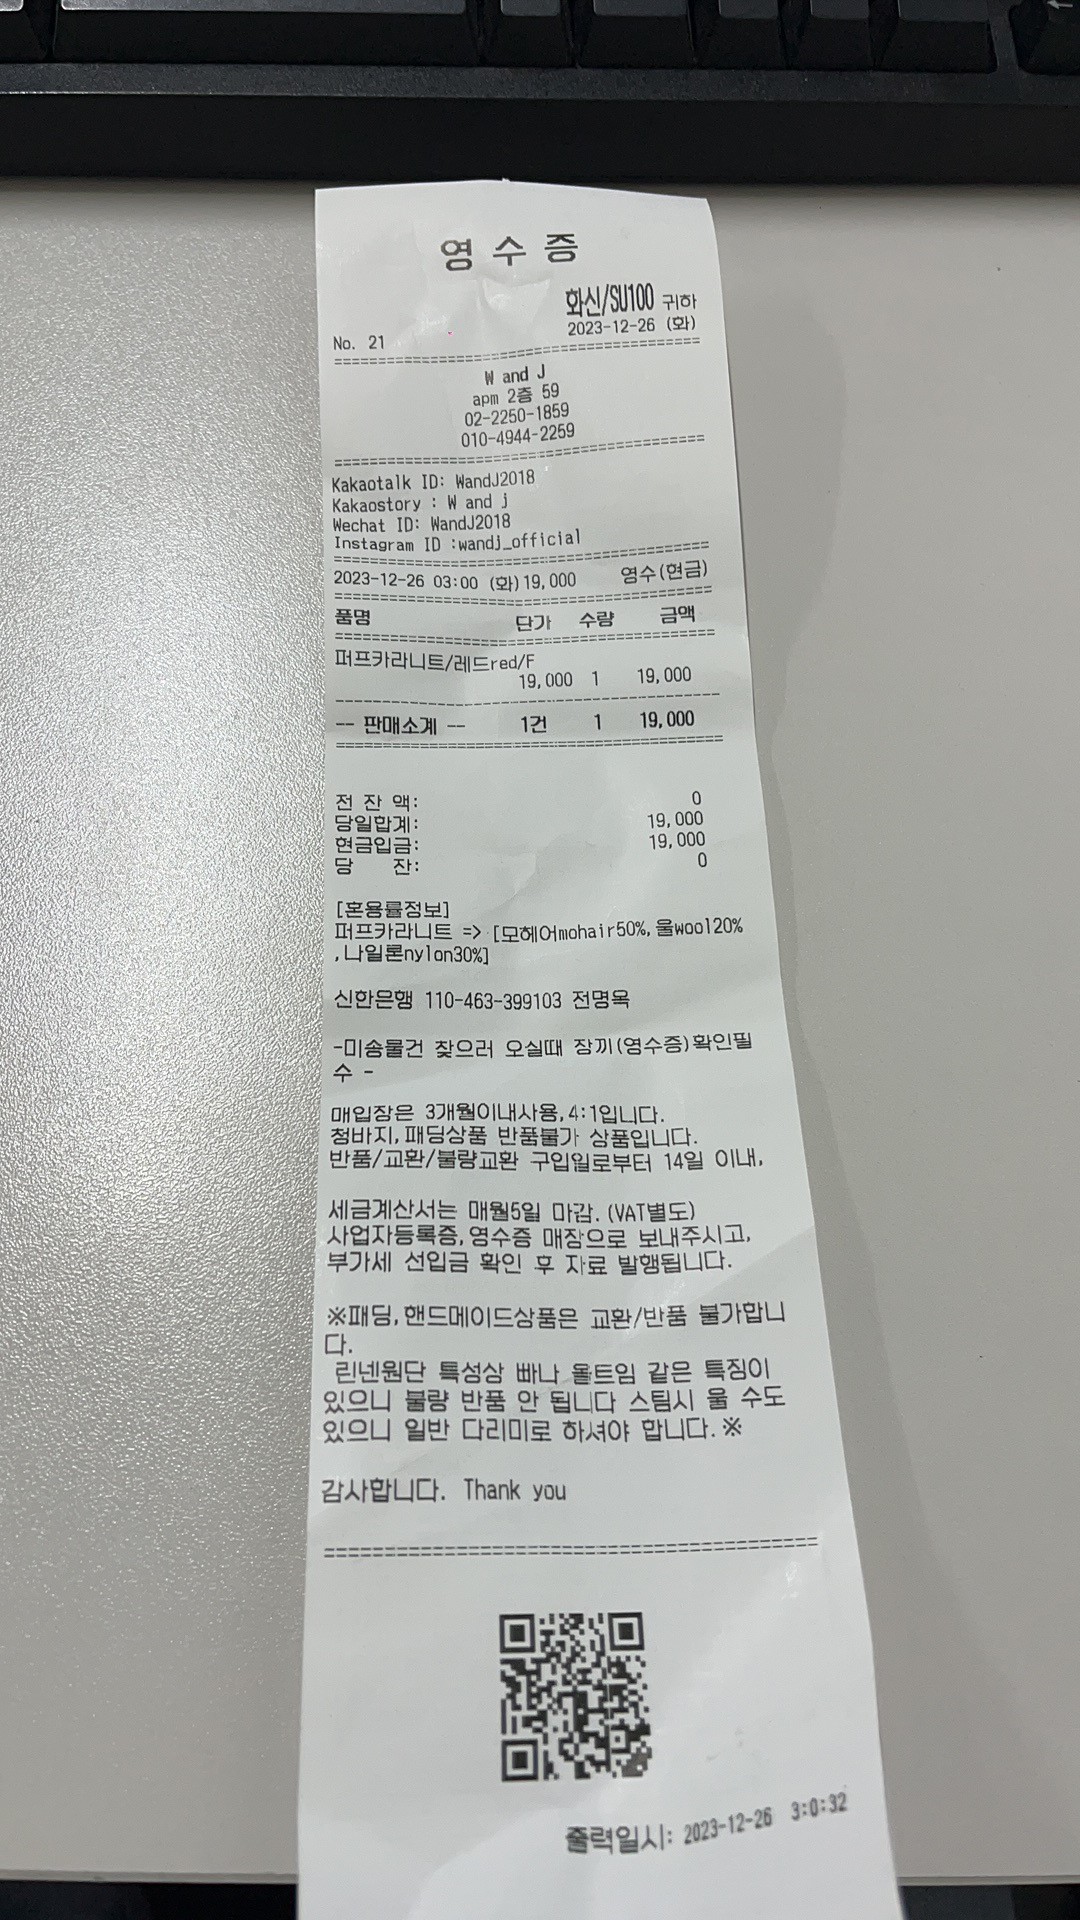 영 수 증
화신/SU100 귀하
2023-12-26 (화)
No. 21
W and J
apm 2층 59
02-2250-1859
010-4944-2259
Kakaotalk ID: WandJ2018
Kakaostory : W and j
Wechat ID: WandJ2018
Instagram ID :wandj_official
2023-12-26 03:00 (화) 19,000 영수(현금)
품명 단가 수량 금액
퍼프카라니트/레드red/F
19,000 1 19,000
-- 판매소계 -- 1건 1 19,000
전 잔 액: 0
당일합계: 19,000
현금입금: 19,000
당 잔: 0
[혼용률정보]
퍼프카라니트 => [모헤어mohair50%,울wool20%
,나일론nylon30%]
신한은행 110-463-399103 전명옥
-미송물건 찾으러 오실때 장끼(영수증)확인필
수 -
매입장은 3개월이내사용,4:1입니다.
청바지,패딩상품 반품불가 상품입니다.
반품/교환/불량교환 구입일로부터 14일 이내,
세금계산서는 매월5일 마감.(VAT별도)
사업자등록증,영수증 매장으로 보내주시고,
부가세 선입금 확인 후 자료 발행됩니다.
※패딩,핸드메이드상품은 교환/반품 불가합니
다.
린넨원단 특성상 빠나 올트임 같은 특징이
있으니 불량 반품 안 됩니다 스팀시 울 수도
있으니 일반 다리미로 하셔야 합니다.※
감사합니다. Thank you
출력일시: 2023-12-26 3:0:32